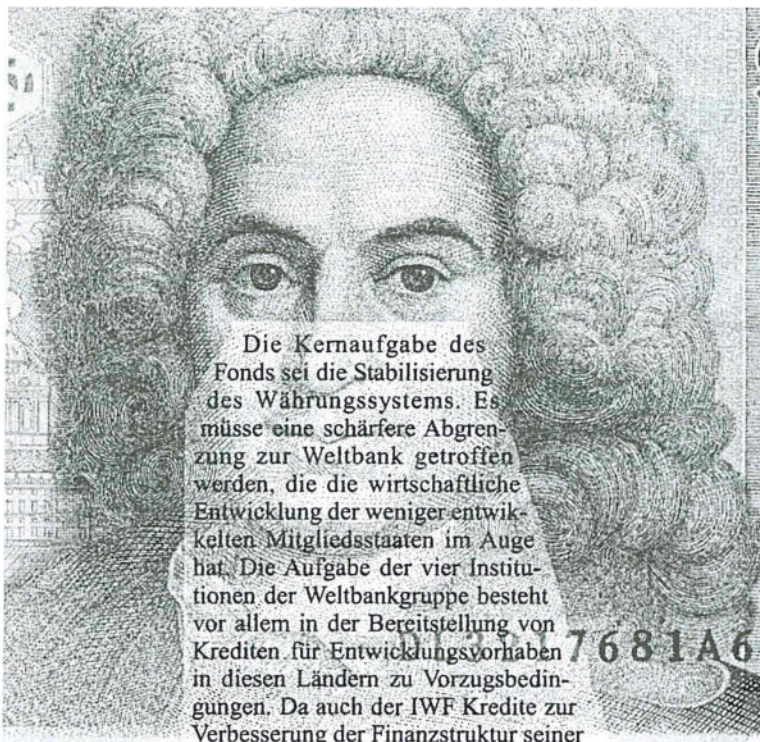 Die Kernaufgabe des
Fonds sei die Stabilisierung
des Währungssystems. Es
müsse eine schärfere Abgren-
zung zur Weltbank getroffen
werden, die die wirtschaftliche
Entwicklung der weniger entwik-
kelten Mitgliedsstaaten im Auge
hat. Die Aufgabe der vier Institu-
tionen der Weltbankgruppe besteht
vor allem in der Bereitstellung von
Krediten für Entwicklungsvorhaben
in diesen Ländern zu Vorzugsbedin-
gungen. Da auch der IWF Kredite zur
Verbesserung der Finanzstruktur seiner
7681A6